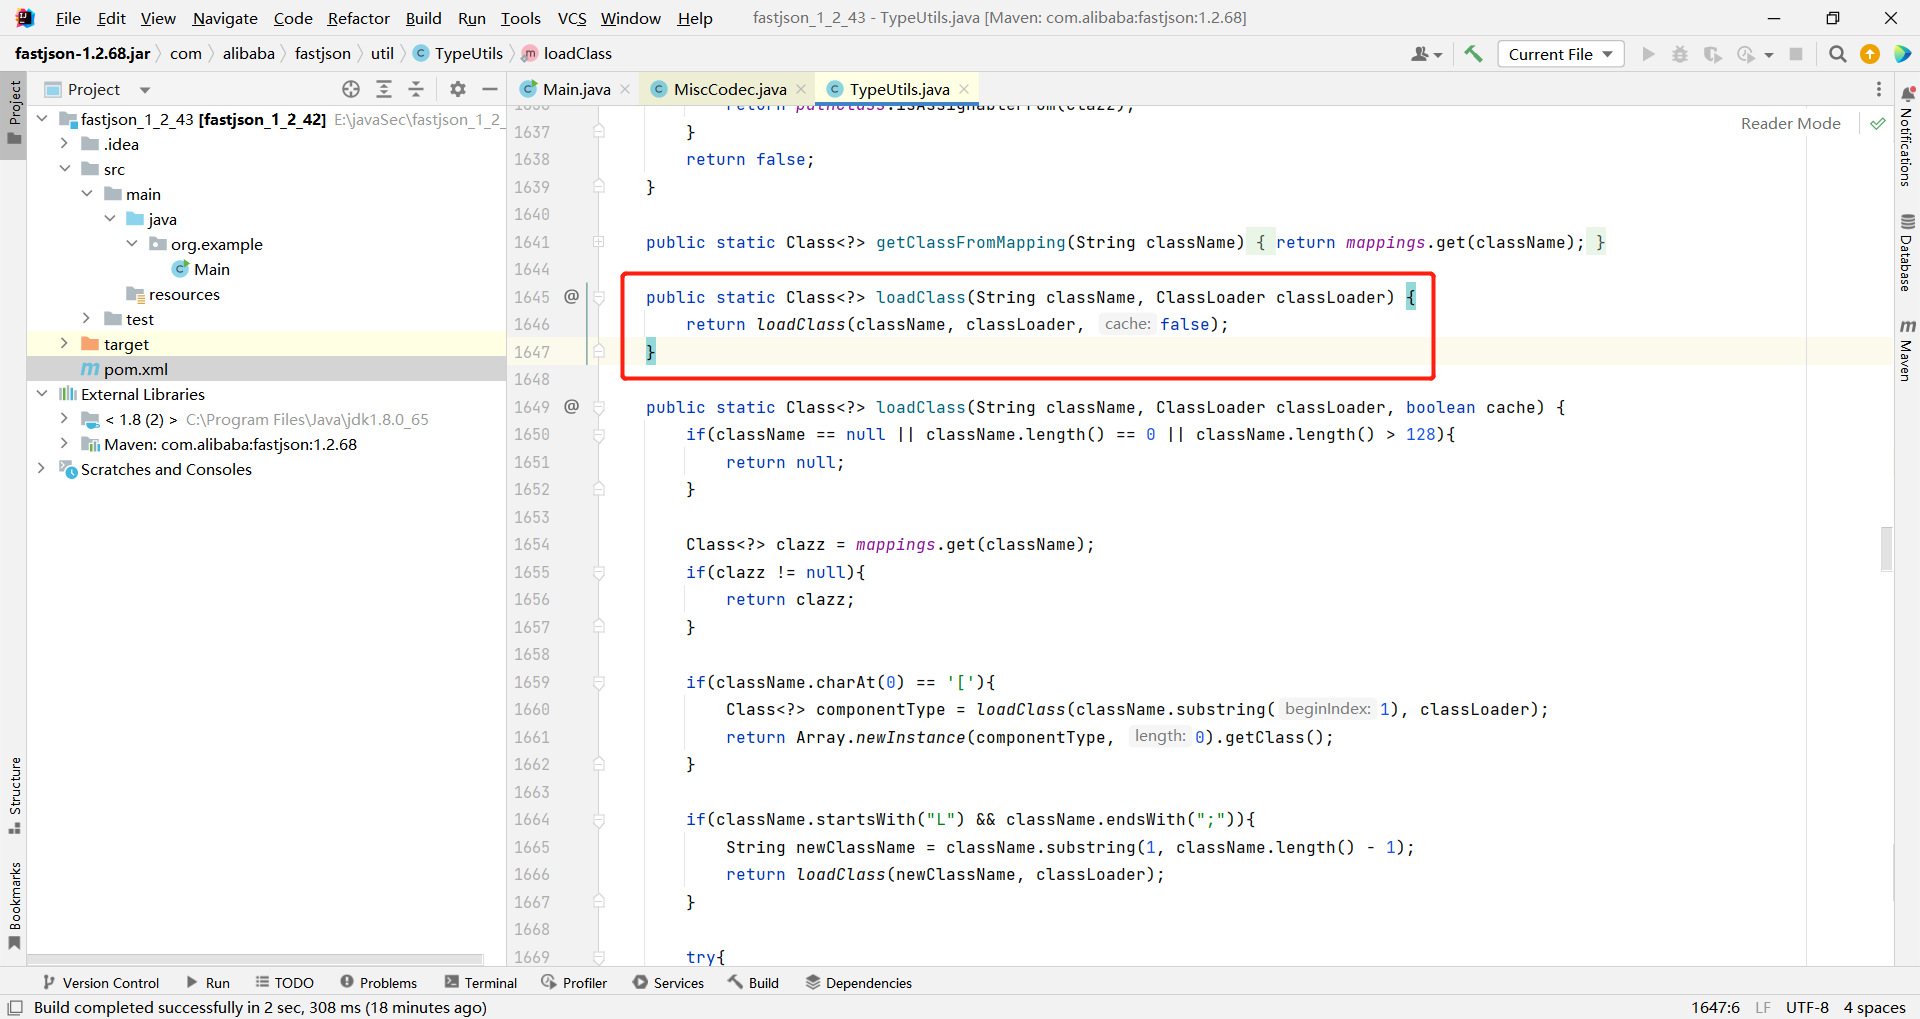 File Edit View Navigate Code Refactor Build Run Tools VCS Window Help fastjson_1_2_43 - TypeUtils.java [Maven: com.alibaba:fastjson:1.2.68]
fastjson-1.2.68.jar com alibaba fastjson util TypeUtils loadClass Current File
Project
Main.java MiscCodec.java TypeUtils.java
fastjson_1_2_43 [fastjson_1_2_42] E:\javaSec\fastjson_1_2_
.idea
src
main
java
org.example
Main
resources
test
target
pom.xml
External Libraries
< 1.8 (2) > C:\Program Files\Java\jdk1.8.0_65
Maven: com.alibaba:fastjson:1.2.68
Scratches and Consoles
Project
Structure
Bookmarks
Reader Mode
1637 }
1638 return false;
1639 }
1640
1641 public static Class<?> getClassFromMapping(String className) { return mappings.get(className); }
1644
1645 @ public static Class<?> loadClass(String className, ClassLoader classLoader) {
1646 return loadClass(className, classLoader, cache: false);
1647 }
1648
1649 @ public static Class<?> loadClass(String className, ClassLoader classLoader, boolean cache) {
1650 if(className == null || className.length() == 0 || className.length() > 128){
1651 return null;
1652 }
1653
1654 Class<?> clazz = mappings.get(className);
1655 if(clazz != null){
1656 return clazz;
1657 }
1658
1659 if(className.charAt(0) == '['){
1660 Class<?> componentType = loadClass(className.substring( beginIndex: 1), classLoader);
1661 return Array.newInstance(componentType, length: 0).getClass();
1662 }
1663
1664 if(className.startsWith("L") && className.endsWith(";")){
1665 String newClassName = className.substring(1, className.length() - 1);
1666 return loadClass(newClassName, classLoader);
1667 }
1668
1669 try{
Notifications
Database
m Maven
Version Control Run TODO Problems Terminal Profiler Services Build Dependencies
Build completed successfully in 2 sec, 308 ms (18 minutes ago) 1647:6 LF UTF-8 4 spaces